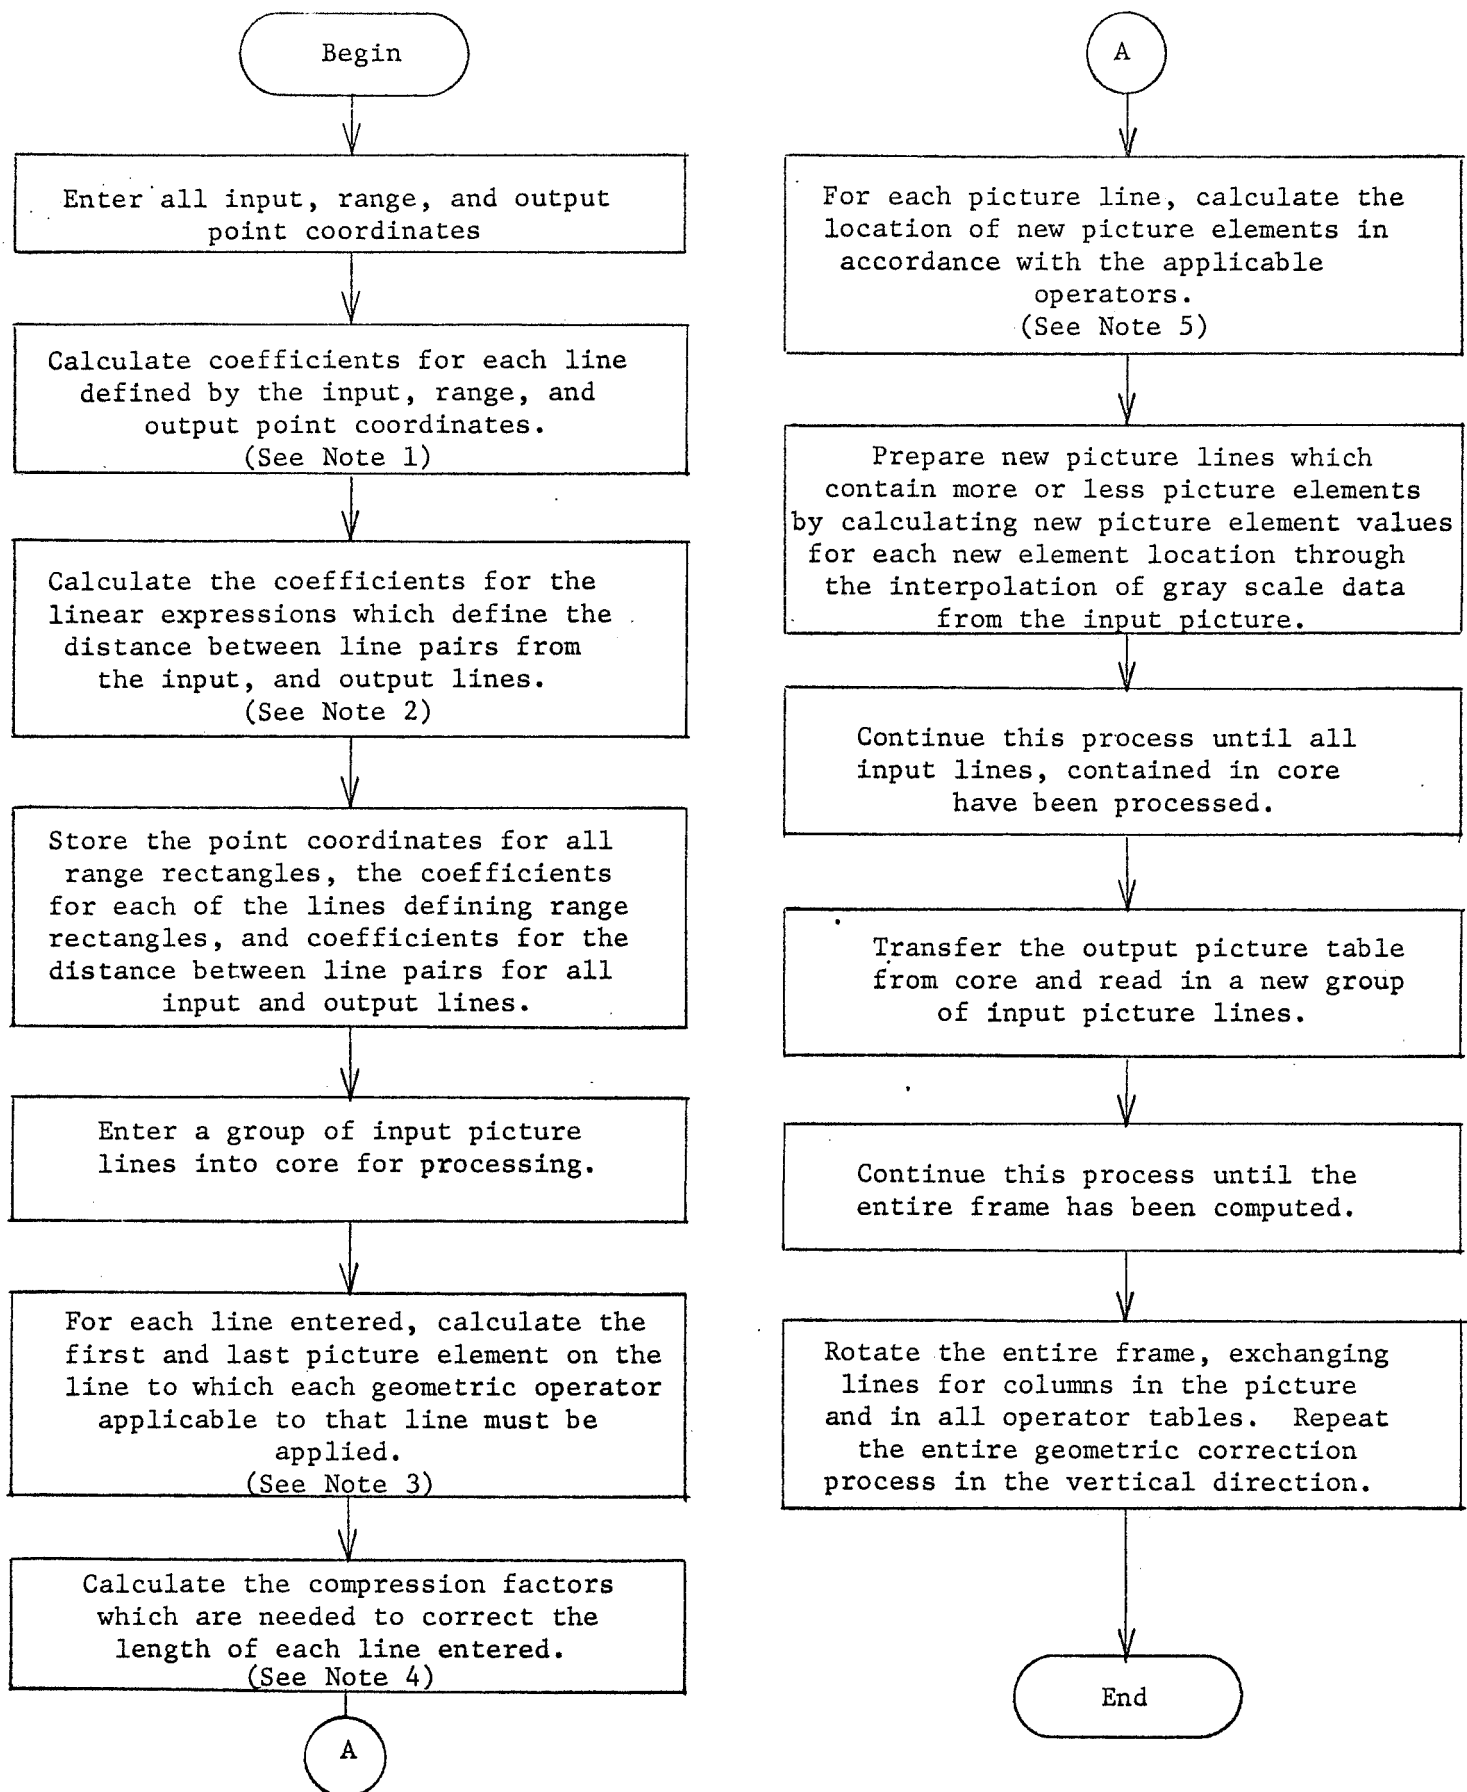 Begin
Enter all input, range, and output
point coordinates
Calculate coefficients for each line
defined by the input, range, and
output point coordinates.
(See Note 1)
Calculate the coefficients for the
linear expressions which define the
distance between line pairs from
the input, and output lines.
(See Note 2)
Store the point coordinates for all
range rectangles, the coefficients
for each of the lines defining range
rectangles, and coefficients for the
distance between line pairs for all
input and output lines.
Enter a group of input picture
lines into core for processing.
For each line entered, calculate the
first and last picture element on the
line to which each geometric operator
applicable to that line must be
applied.
(See Note 3)
Calculate the compression factors
which are needed to correct the
length of each line entered.
(See Note 4)
A
A
For each picture line, calculate the
location of new picture elements in
accordance with the applicable
operators.
(See Note 5)
Prepare new picture lines which
contain more or less picture elements
by calculating new picture element values
for each new element location through
the interpolation of gray scale data
from the input picture.
Continue this process until all
input lines, contained in core
have been processed.
Transfer the output picture table
from core and read in a new group
of input picture lines.
Continue this process until the
entire frame has been computed.
Rotate the entire frame, exchanging
lines for columns in the picture
and in all operator tables. Repeat
the entire geometric correction
process in the vertical direction.
End